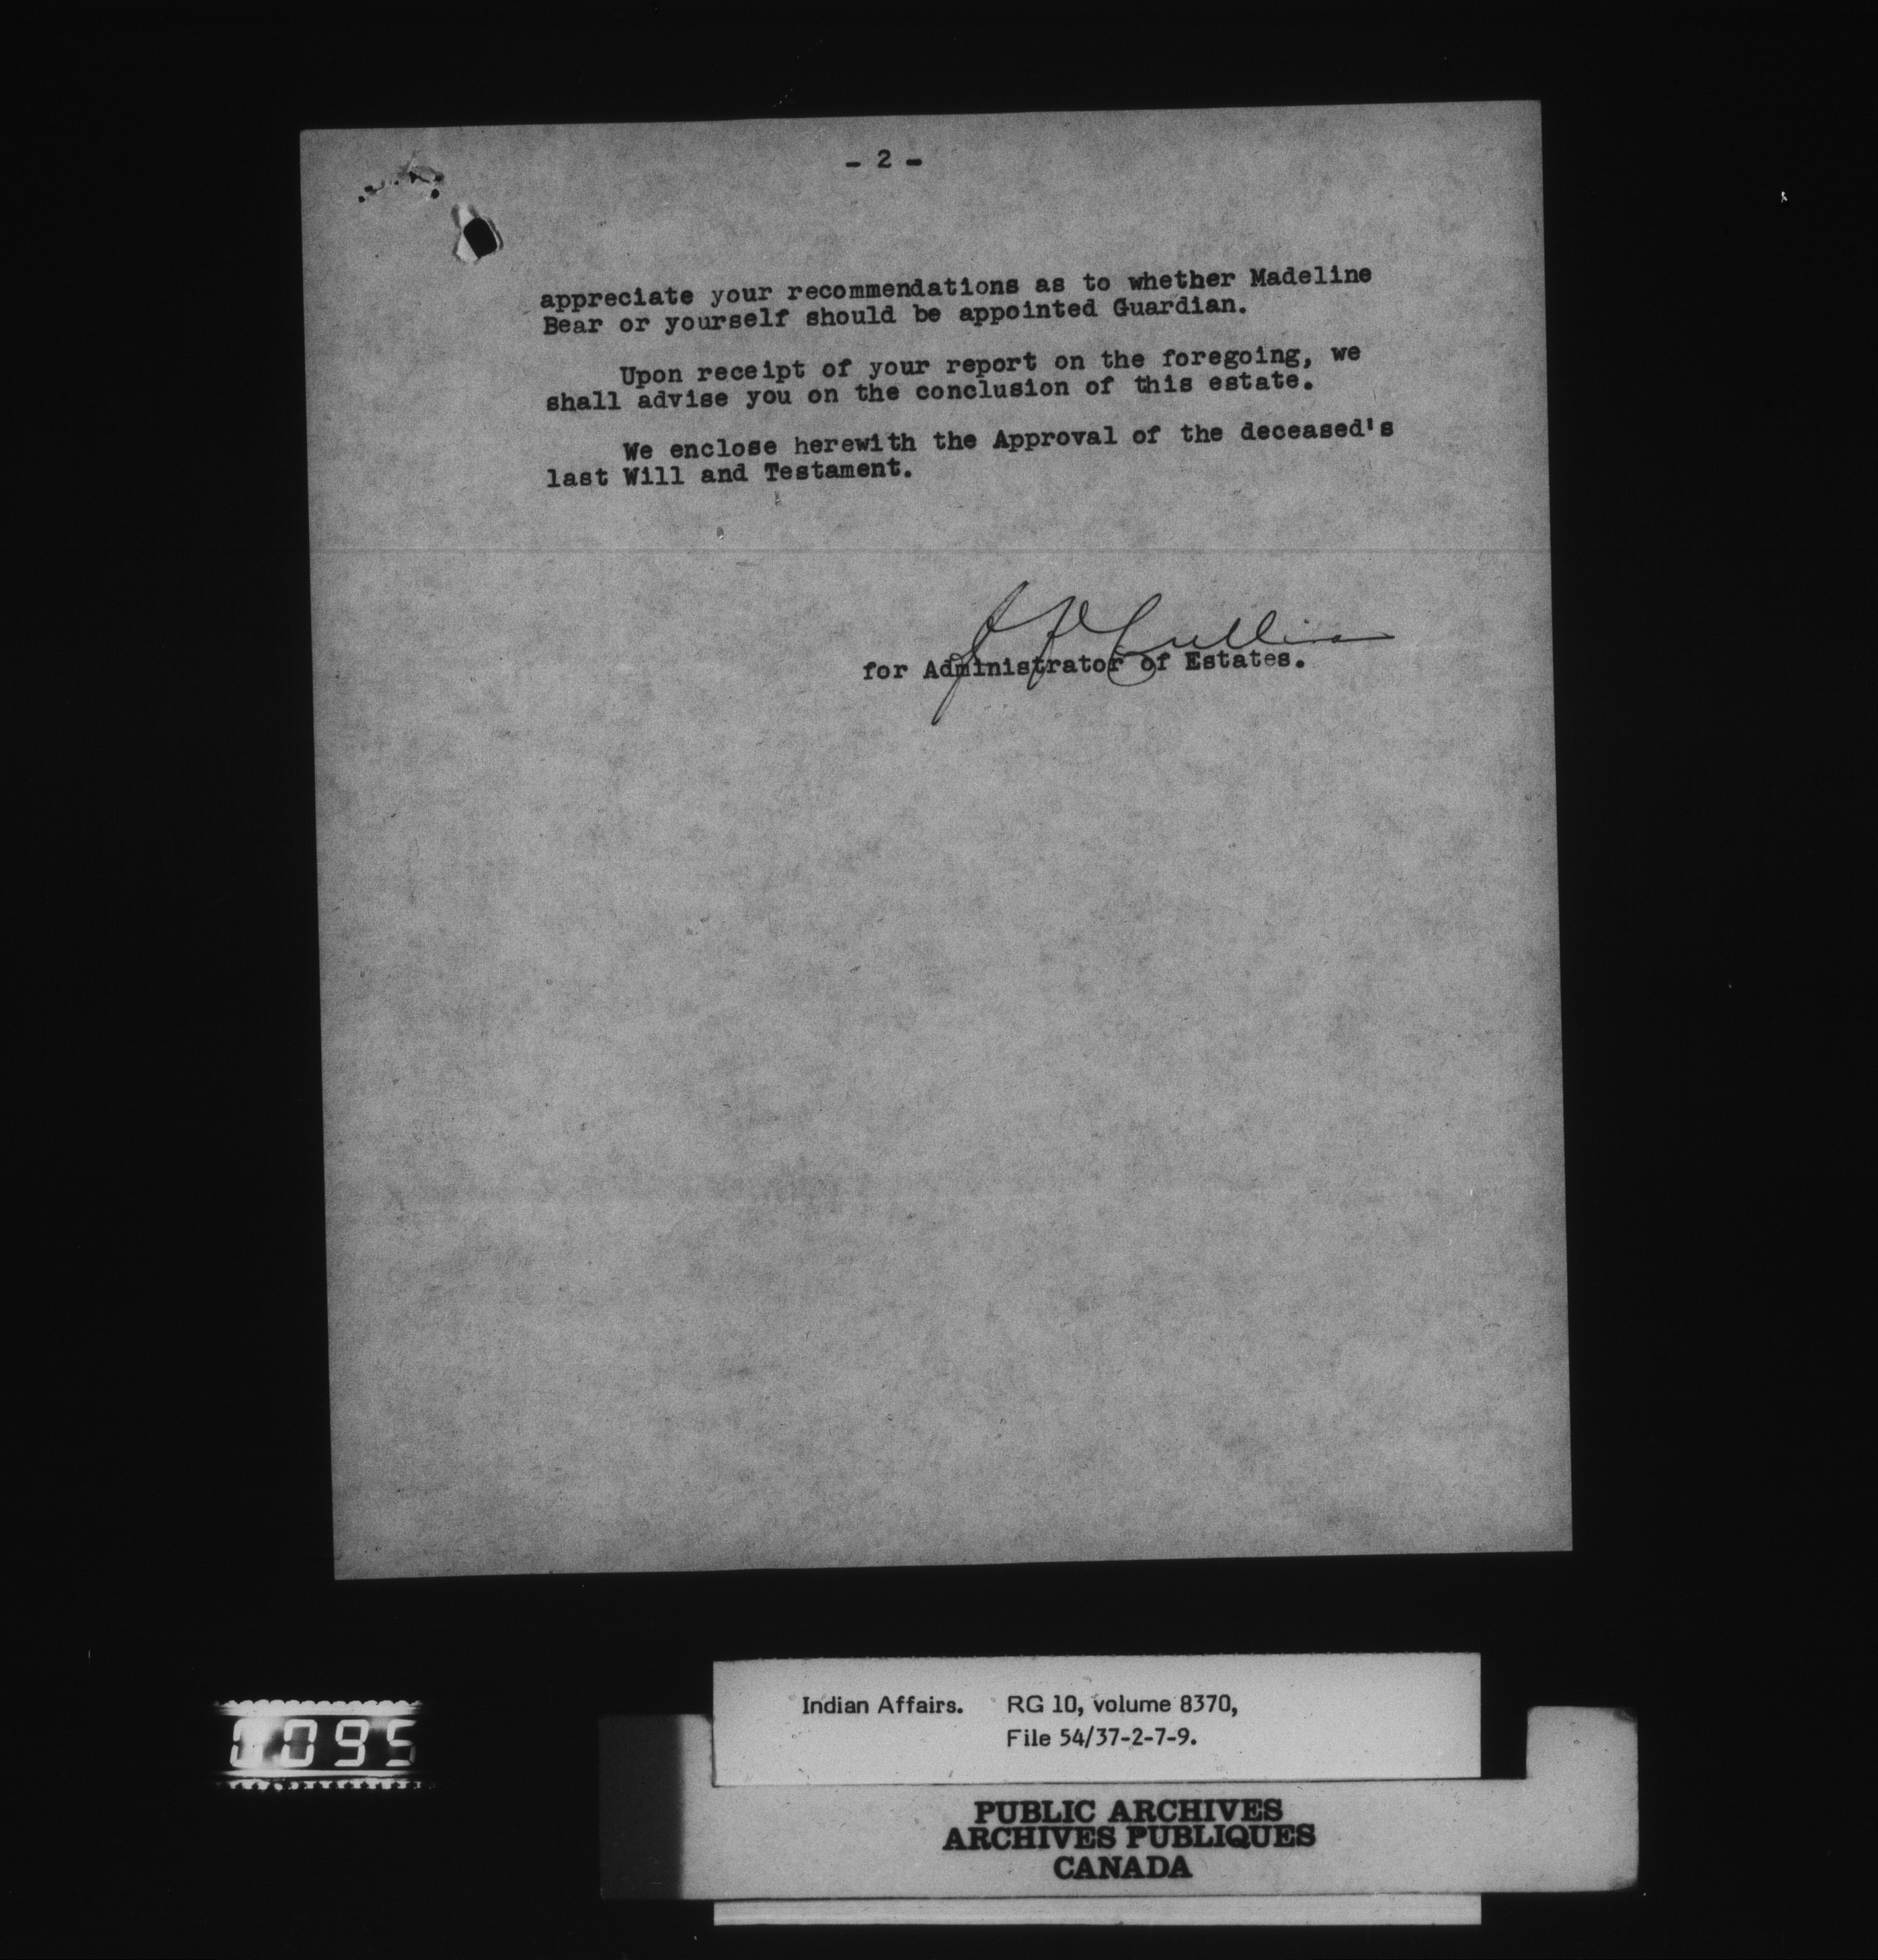 - 2 -
appreciate your recommendations as to whether Madeline
Bear or yourself should be appointed Guardian.
Upon receipt of your report on the foregoing, we
shall advise you on the conclusion of this estate.
We enclose herewith the Approval of the deceased's
last Will and Testament.
for Administrator of Estates.
Indian Affairs. RG 10, volume 8370,
File 54/37-2-7-9.
0095
PUBLIC ARCHIVES
ARCHIVES PUBLIQUES
CANADA